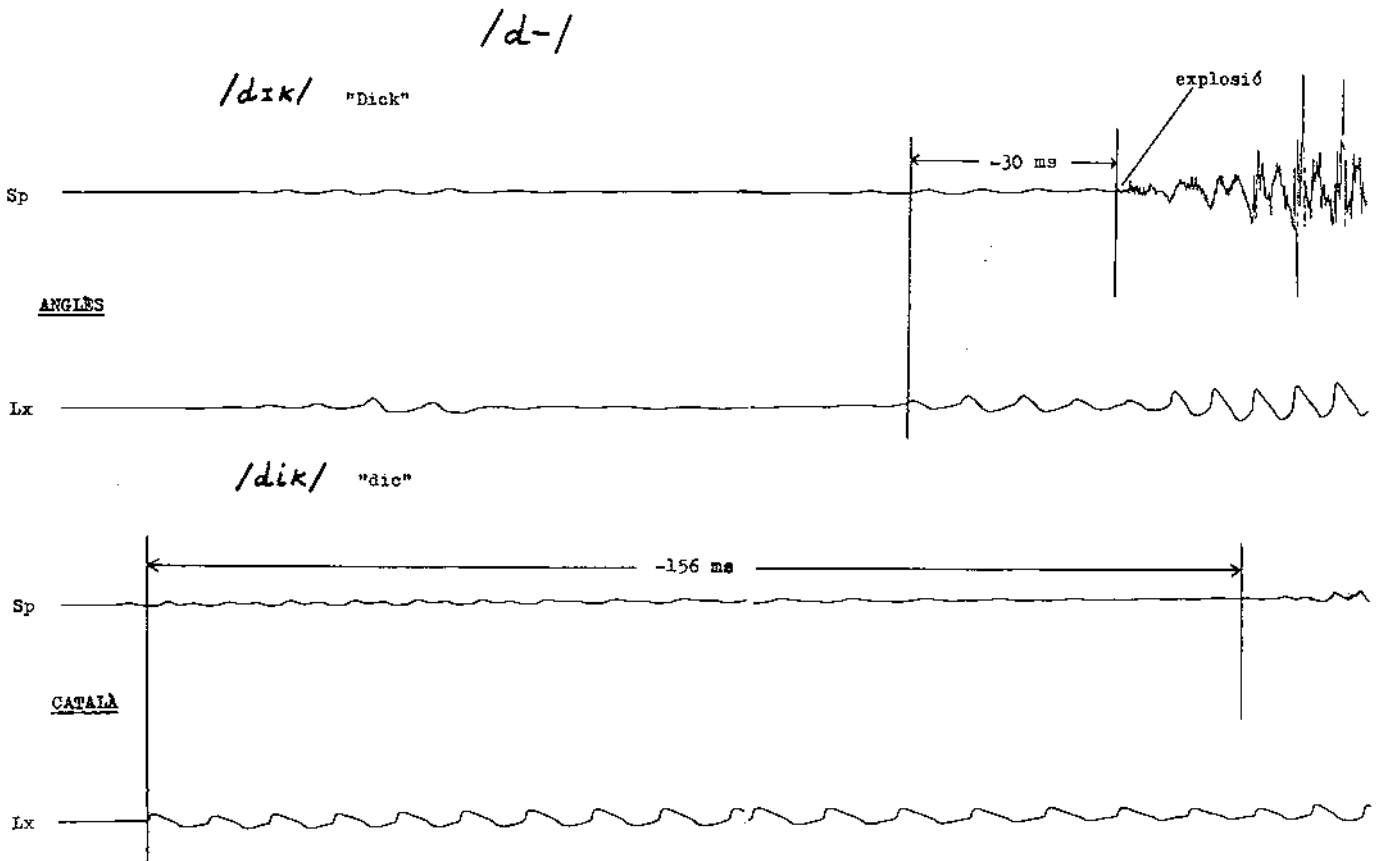 /d-/
/dɪk/ "Dick"
explosió
-30 ms
Sp
ANGLÈS
Lx
/dik/ "dic"
-156 ms
Sp
CATALÀ
Lx